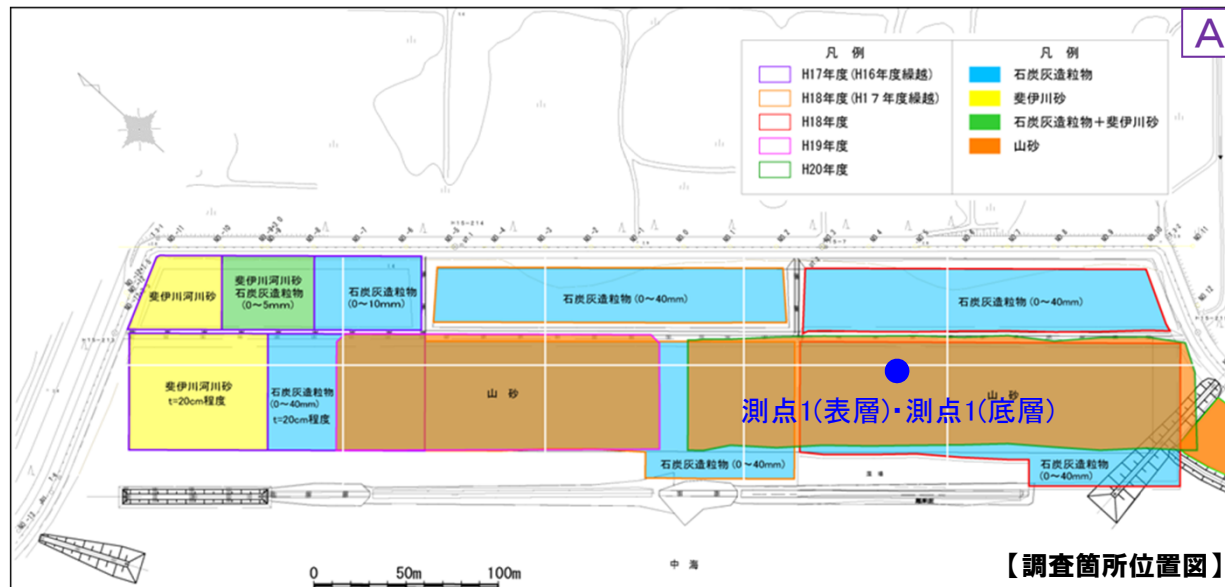 A
凡 例
H17年度(H16年度繰越)
H18年度(H17年度繰越)
H18年度
H19年度
H20年度
凡 例
石炭灰造粒物
斐伊川砂
石炭灰造粒物+斐伊川砂
山砂
H15-214
斐伊川河川砂
斐伊川河川砂
石炭灰造粒物
(0~5mm)
石炭灰造粒物
(0~10mm)
石炭灰造粒物(0~40mm)
石炭灰造粒物(0~40mm)
斐伊川河川砂
t=20cm程度
石炭灰造粒物
(0~40mm)
t=20cm程度
山 砂
山 砂
測点1(表層)・測点1(底層)
石炭灰造粒物(0~40mm)
石炭灰造粒物
(0~40mm)
中 海
0 50m 100m
【調査箇所位置図】